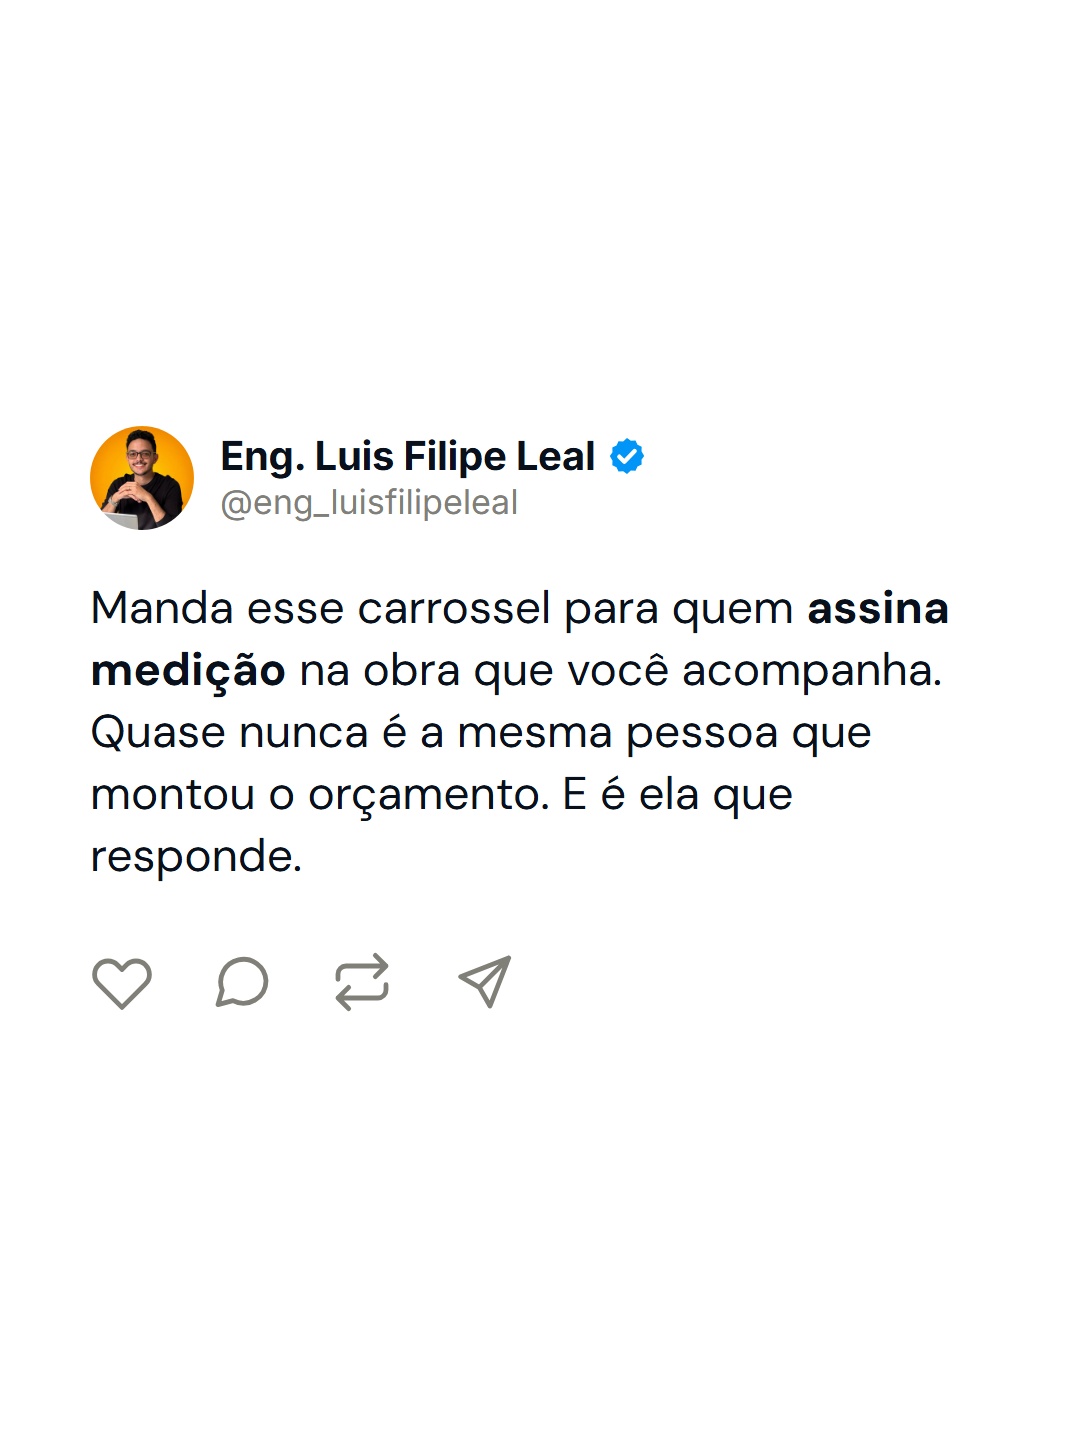 Eng. Luis Filipe Leal
@eng_luisfilipeleal
Manda esse carrossel para quem assina
medição na obra que você acompanha.
Quase nunca é a mesma pessoa que
montou o orçamento. E é ela que
responde.